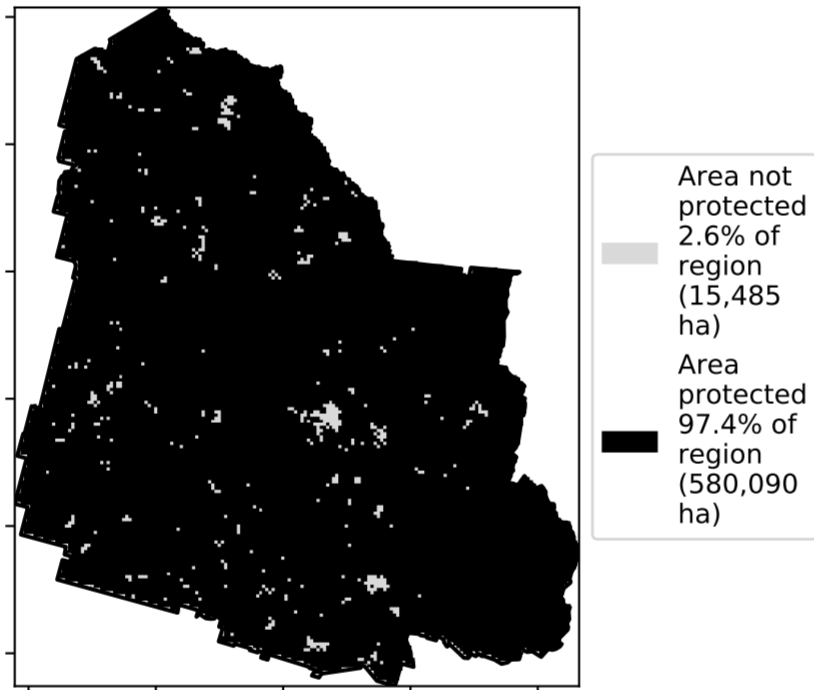 Area not
protected
2.6% of
region
(15,485
ha)
Area
protected
97.4% of
region
(580,090
ha)